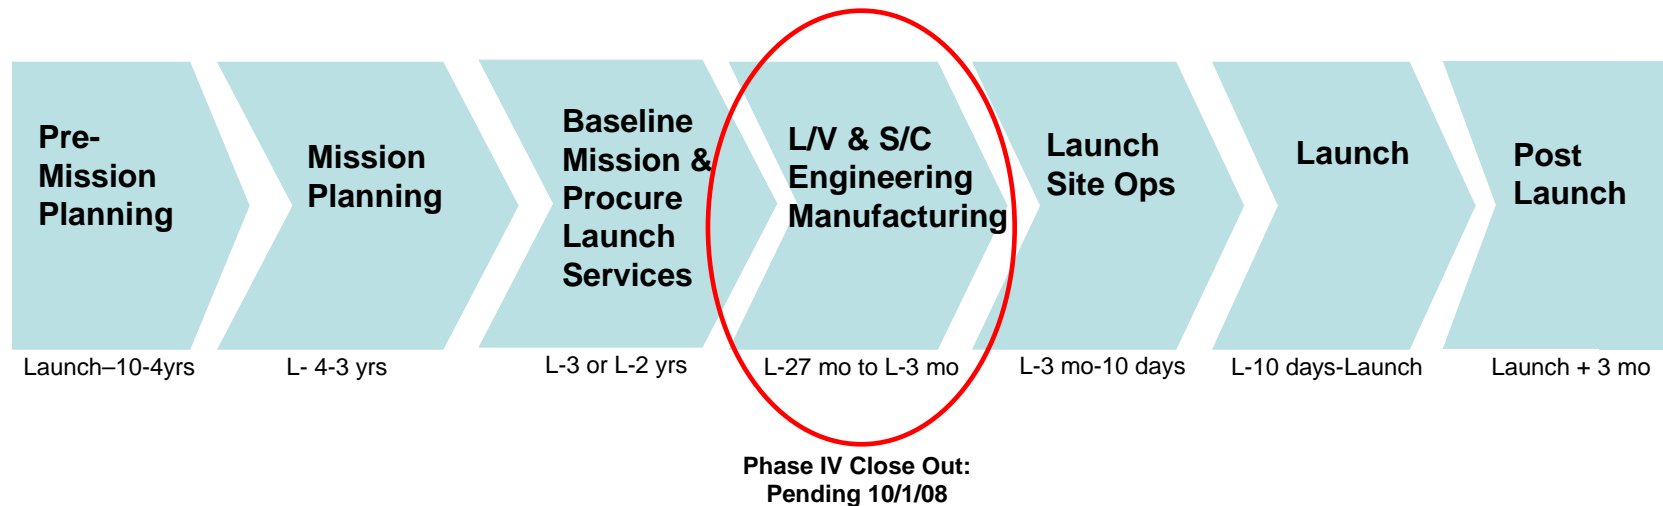 Pre-
Mission
Planning
Launch–10-4yrs
Mission
Planning
L- 4-3 yrs
Baseline
Mission &
Procure
Launch
Services
L-3 or L-2 yrs
L/V & S/C
Engineering
Manufacturing
L-27 mo to L-3 mo
Launch
Site Ops
L-3 mo-10 days
Launch
L-10 days-Launch
Post
Launch
Launch + 3 mo
Phase IV Close Out:
Pending 10/1/08